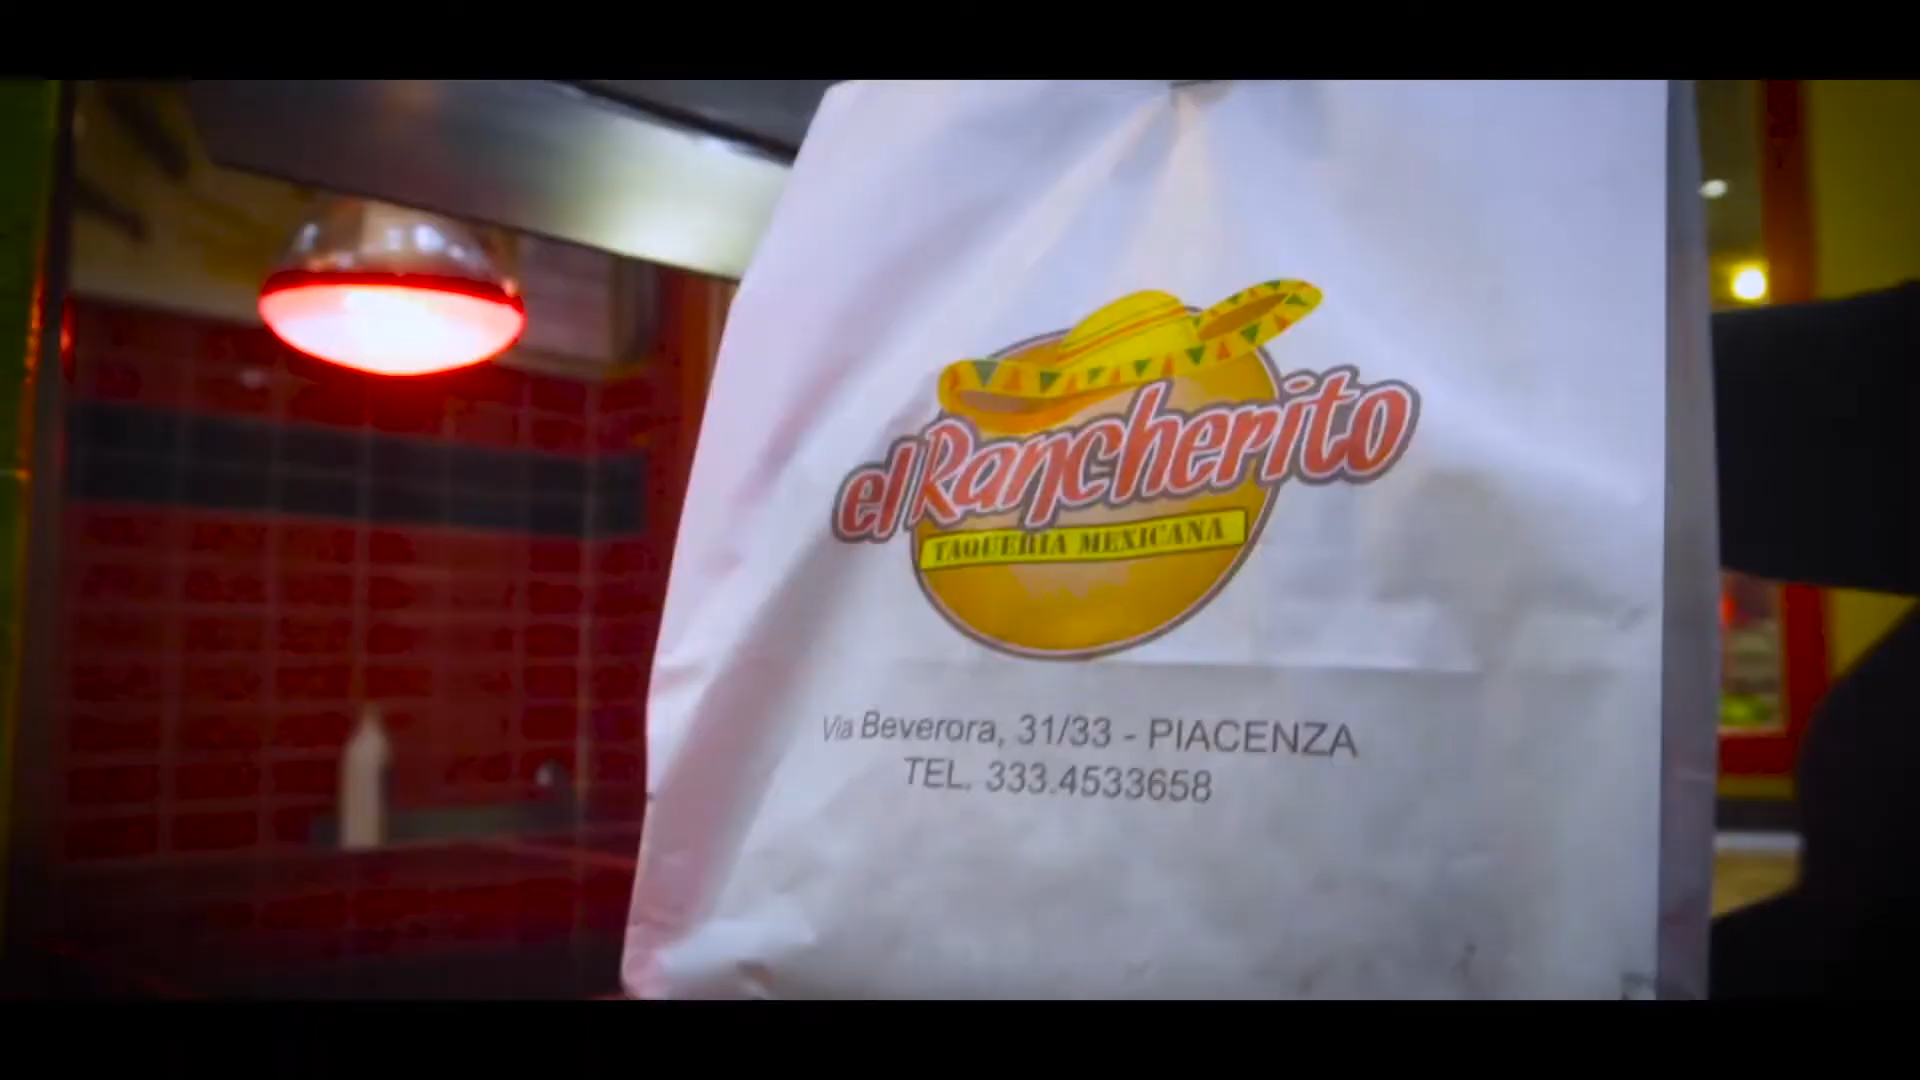 el Rancherito
TAQUERIA MEXICANA
Via Beverora, 31/33 - PIACENZA
TEL. 333.4533658